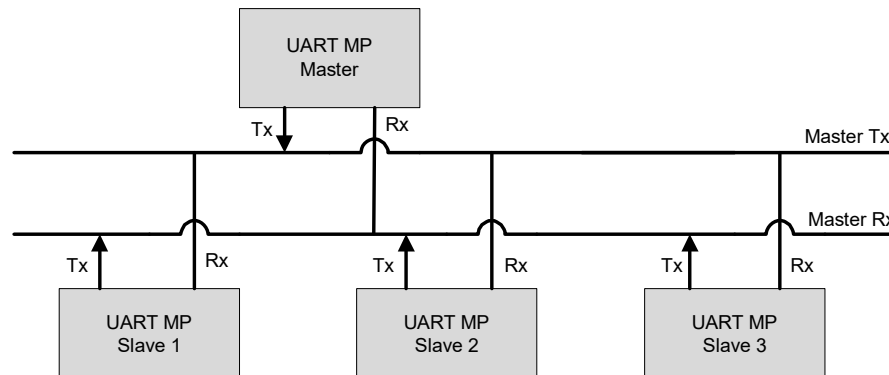 UART MP
Master
Tx
Rx
Master Tx
Master Rx
Tx
Rx
Tx
Rx
Tx
Rx
UART MP
Slave 1
UART MP
Slave 2
UART MP
Slave 3